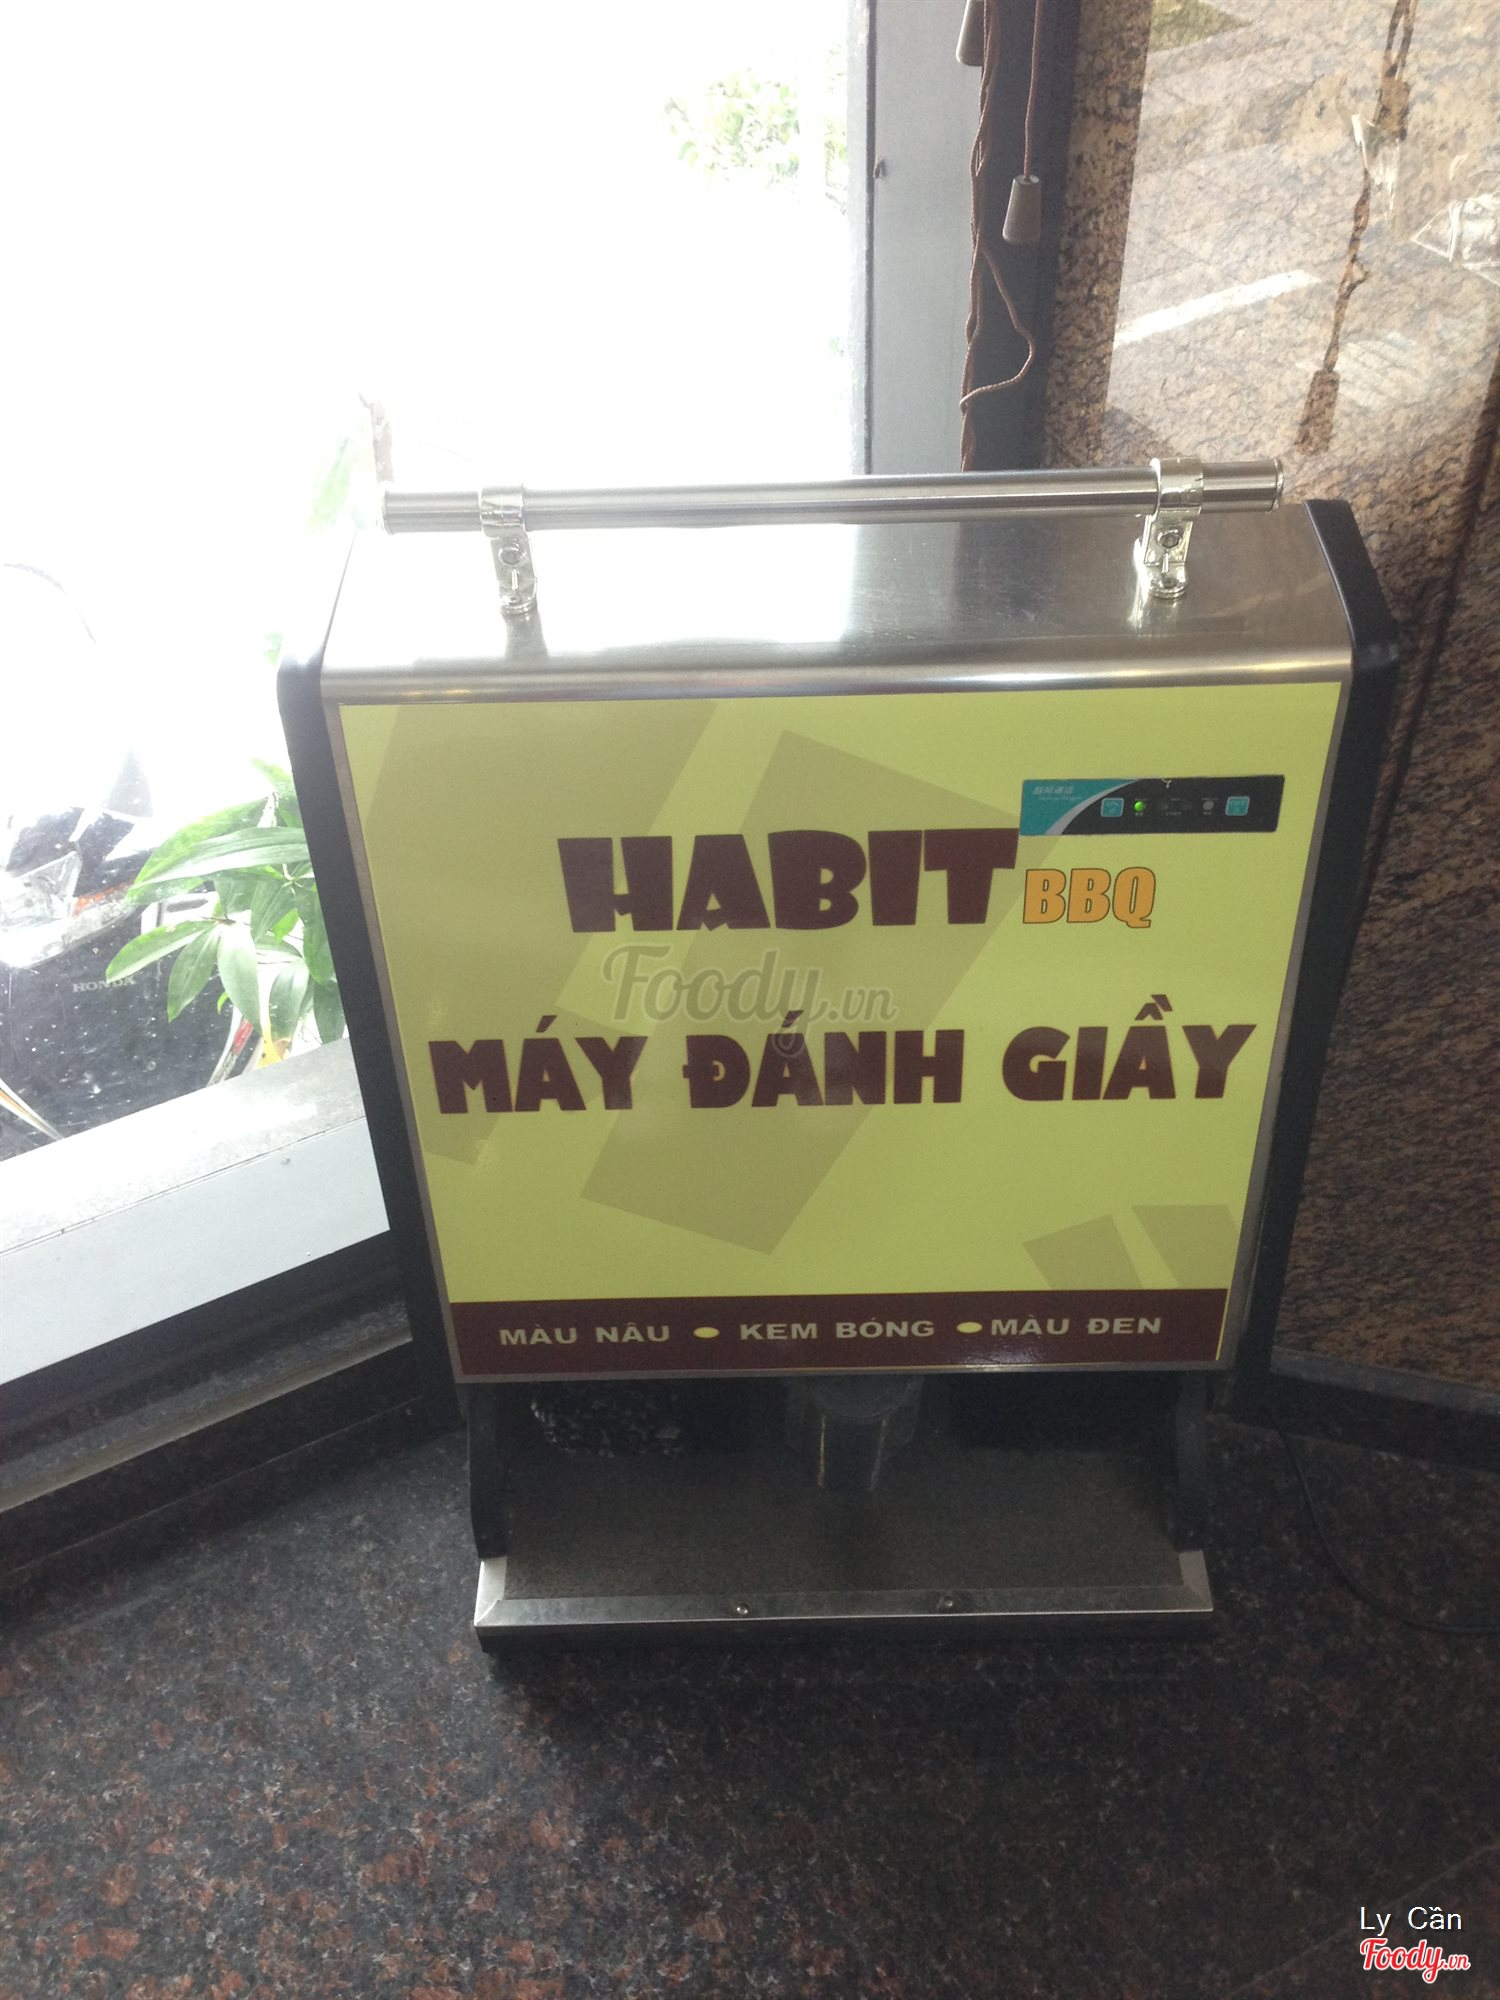 HABIT BBQ
Foody.vn
MÁY ĐÁNH GIẦY
MÀU NÂU • KEM BÓNG • MÀU ĐEN
HONDA
Ly Cần
Foody.vn